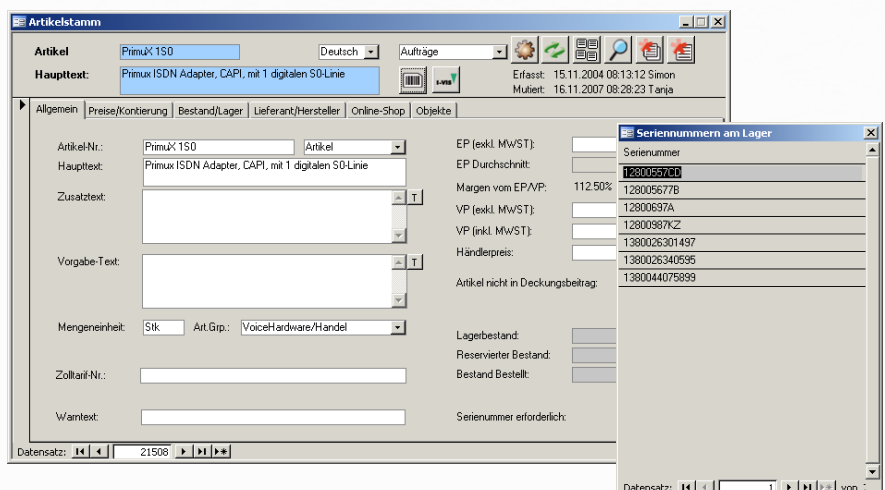 Artikelstamm
Artikel PrimuX 1S0 Deutsch Aufträge
Haupttext: Primux ISDN Adapter, CAPI, mit 1 digitalen S0-Linie
Erfasst: 15.11.2004 08:13:12 Simon
Mutiert: 16.11.2007 08:28:23 Tanja
Allgemein Preise/Kontierung Bestand/Lager Lieferant/Hersteller Online-Shop Objekte
Artikel-Nr.: PrimuX 1S0 Artikel
Haupttext: Primux ISDN Adapter, CAPI, mit 1 digitalen S0-Linie
Zusatztext: T
Vorgabe-Text: T
Mengeneinheit: Stk Art.Grp.: VoiceHardware/Handel
Zolltarif-Nr.:
Warntext:
EP (exkl. MWST):
EP Durchschnitt:
Margen vom EP/VP: 112.50%
VP (exkl. MWST):
VP (inkl. MWST):
Händlerpreis:
Artikel nicht in Deckungsbeitrag:
Lagerbestand:
Reservierter Bestand:
Bestand Bestellt:
Serienummer erforderlich:
Datensatz: 21508
Seriennummern am Lager
Serienummer
12800557CD
128005677B
12800697A
12800987KZ
1380026301497
1380026340595
1380044075899
Datensatz: 1 von